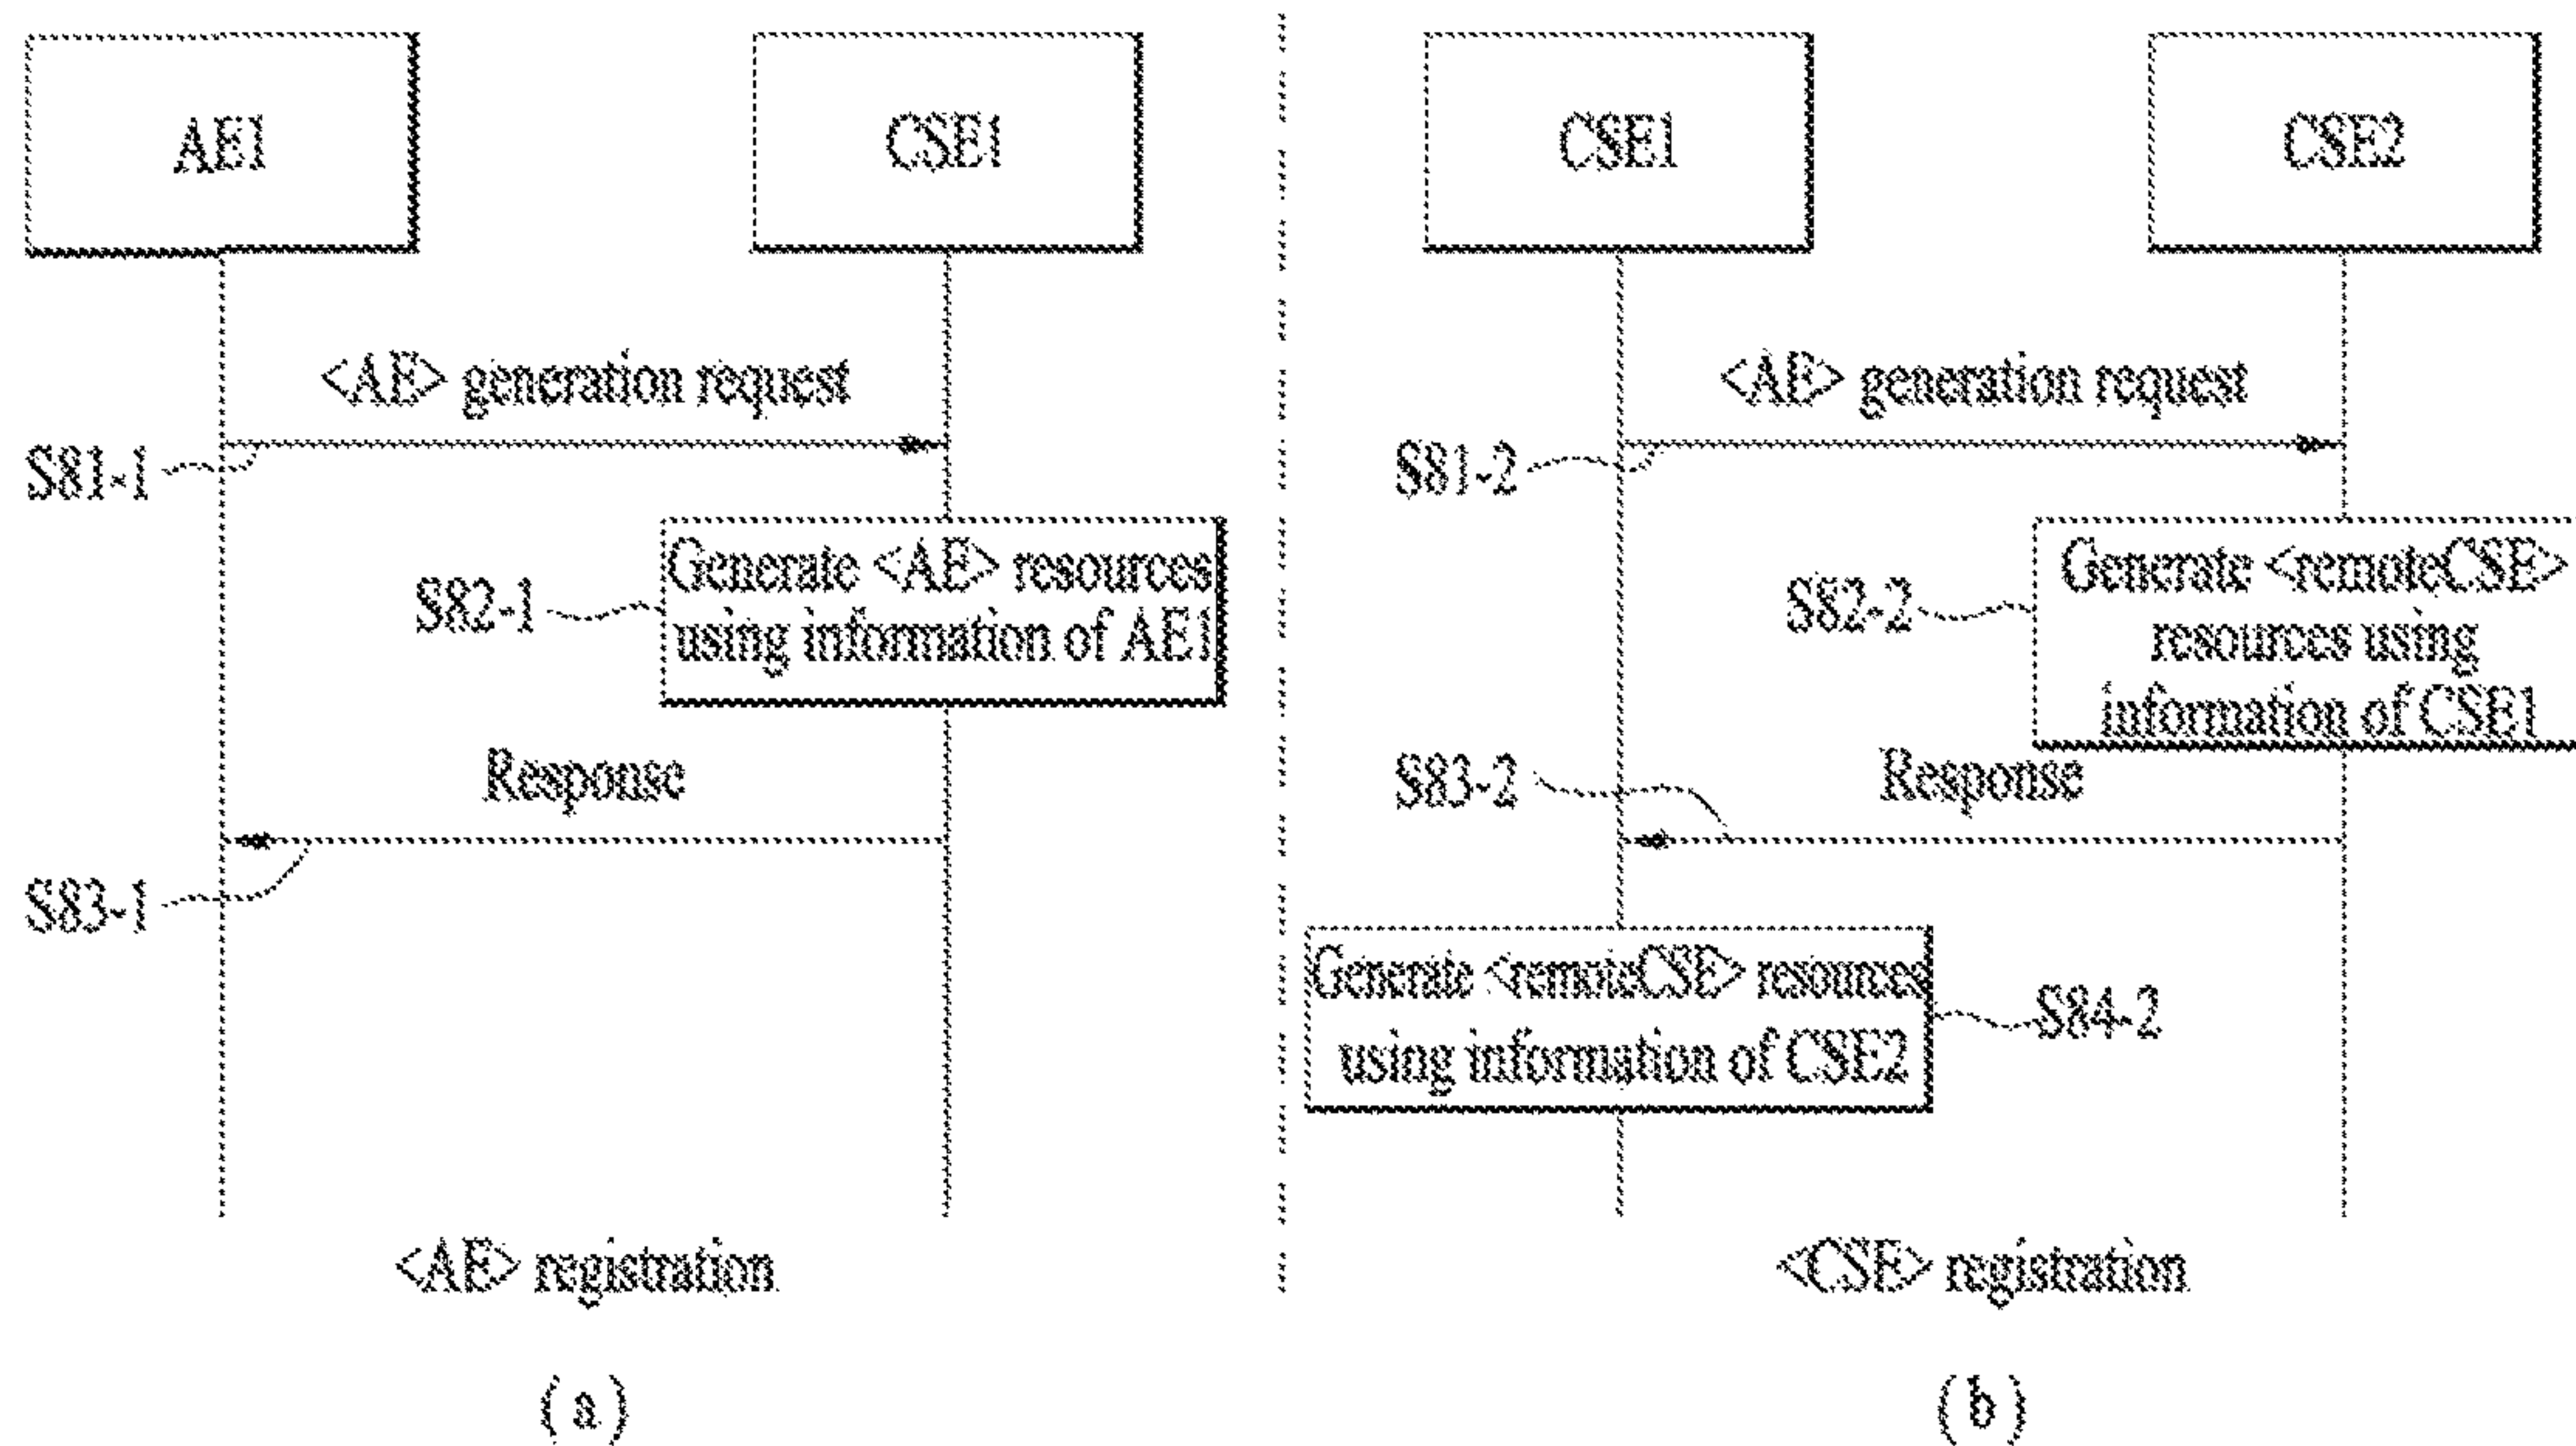 AE1
CSE1
<AE> generation request
S81-1
Generate <AE> resources
using information of AE1
S82-1
Response
S83-1
<AE> registration
(a)
CSE1
CSE2
<AE> generation request
S81-2
Generate <remoteCSE>
resources using
information of CSE1
S82-2
Response
S83-2
Generate <remoteCSE> resources
using information of CSE2
S84-2
<CSE> registration
(b)